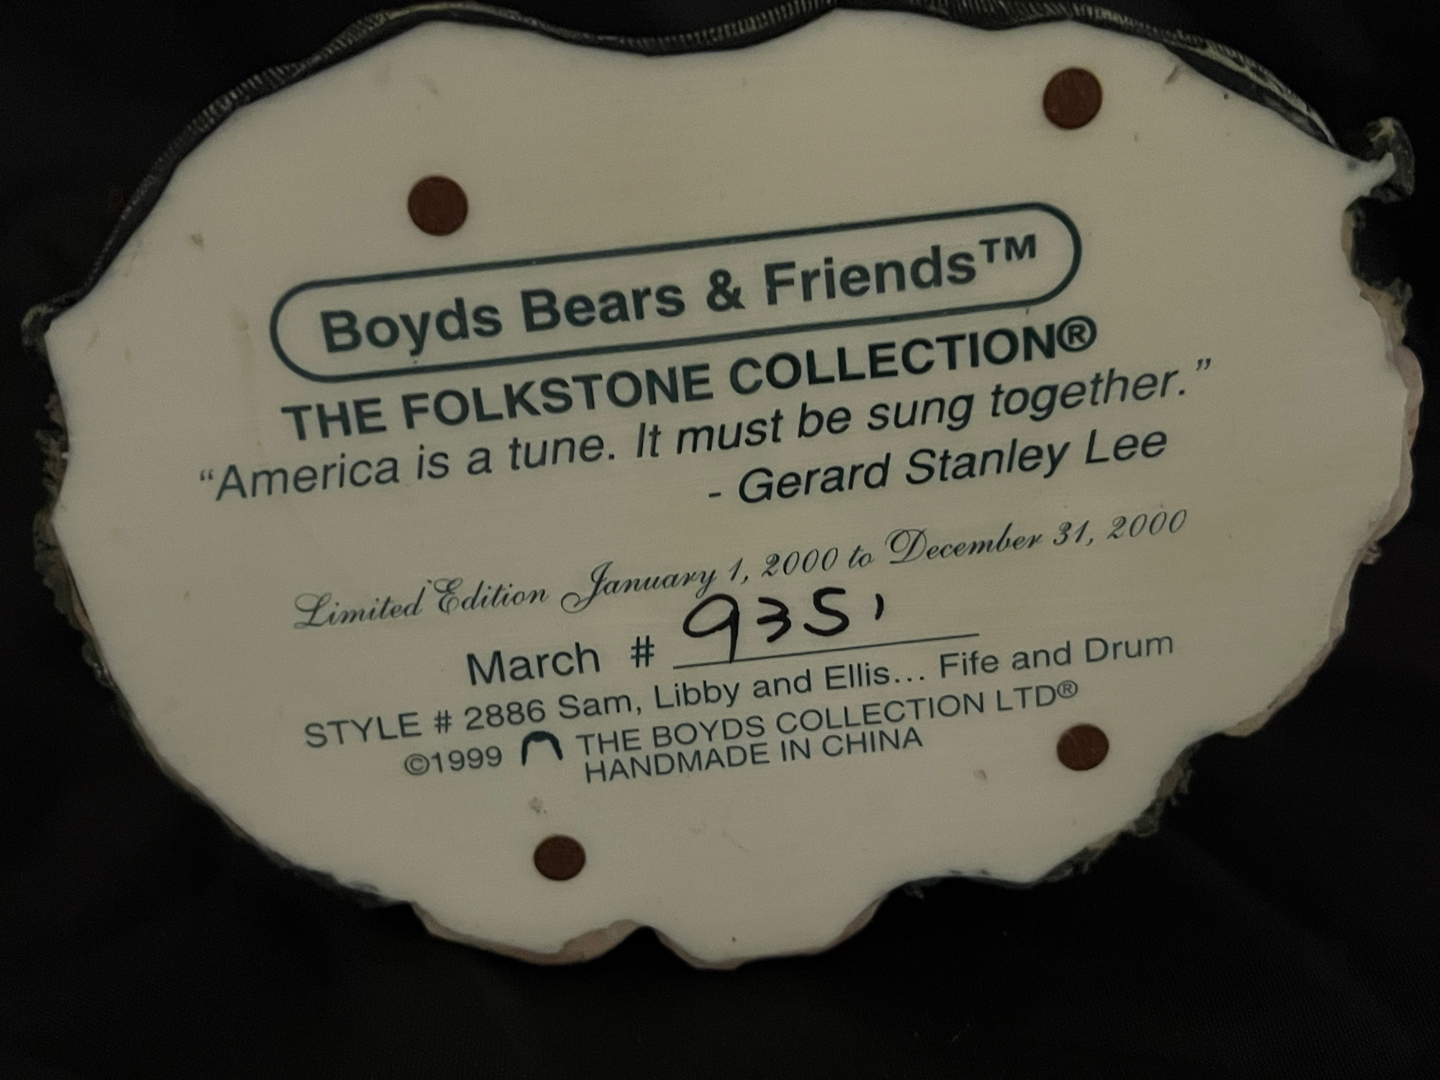 Boyds Bears & Friends™
THE FOLKSTONE COLLECTION®
“America is a tune. It must be sung together.”
- Gerard Stanley Lee
Limited Edition January 1, 2000 to December 31, 2000
March # 9351
STYLE # 2886 Sam, Libby and Ellis... Fife and Drum
©1999 THE BOYDS COLLECTION LTD®
HANDMADE IN CHINA